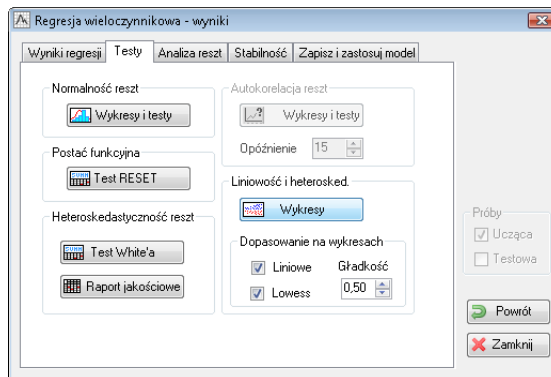 Regresja wieloczynnikowa - wyniki
Wyniki regresji Testy Analiza reszt Stabilność Zapisz i zastosuj model
Normalność reszt
Wykresy i testy
Postać funkcyjna
Test RESET
Heteroskedastyczność reszt
Test White'a
Raport jakościowe
Autokorelacja reszt
Wykresy i testy
Opóźnienie 15
Liniowość i heterosked.
Wykresy
Dopasowanie na wykresach
Liniowe Gładkość
Lowess 0,50
Próby
Ucząca
Testowa
Powrót
Zamknij